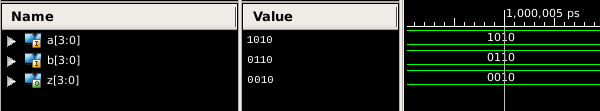 Name Value 1,000,005 ps
a[3:0] 1010 1010
b[3:0] 0110 0110
z[3:0] 0010 0010